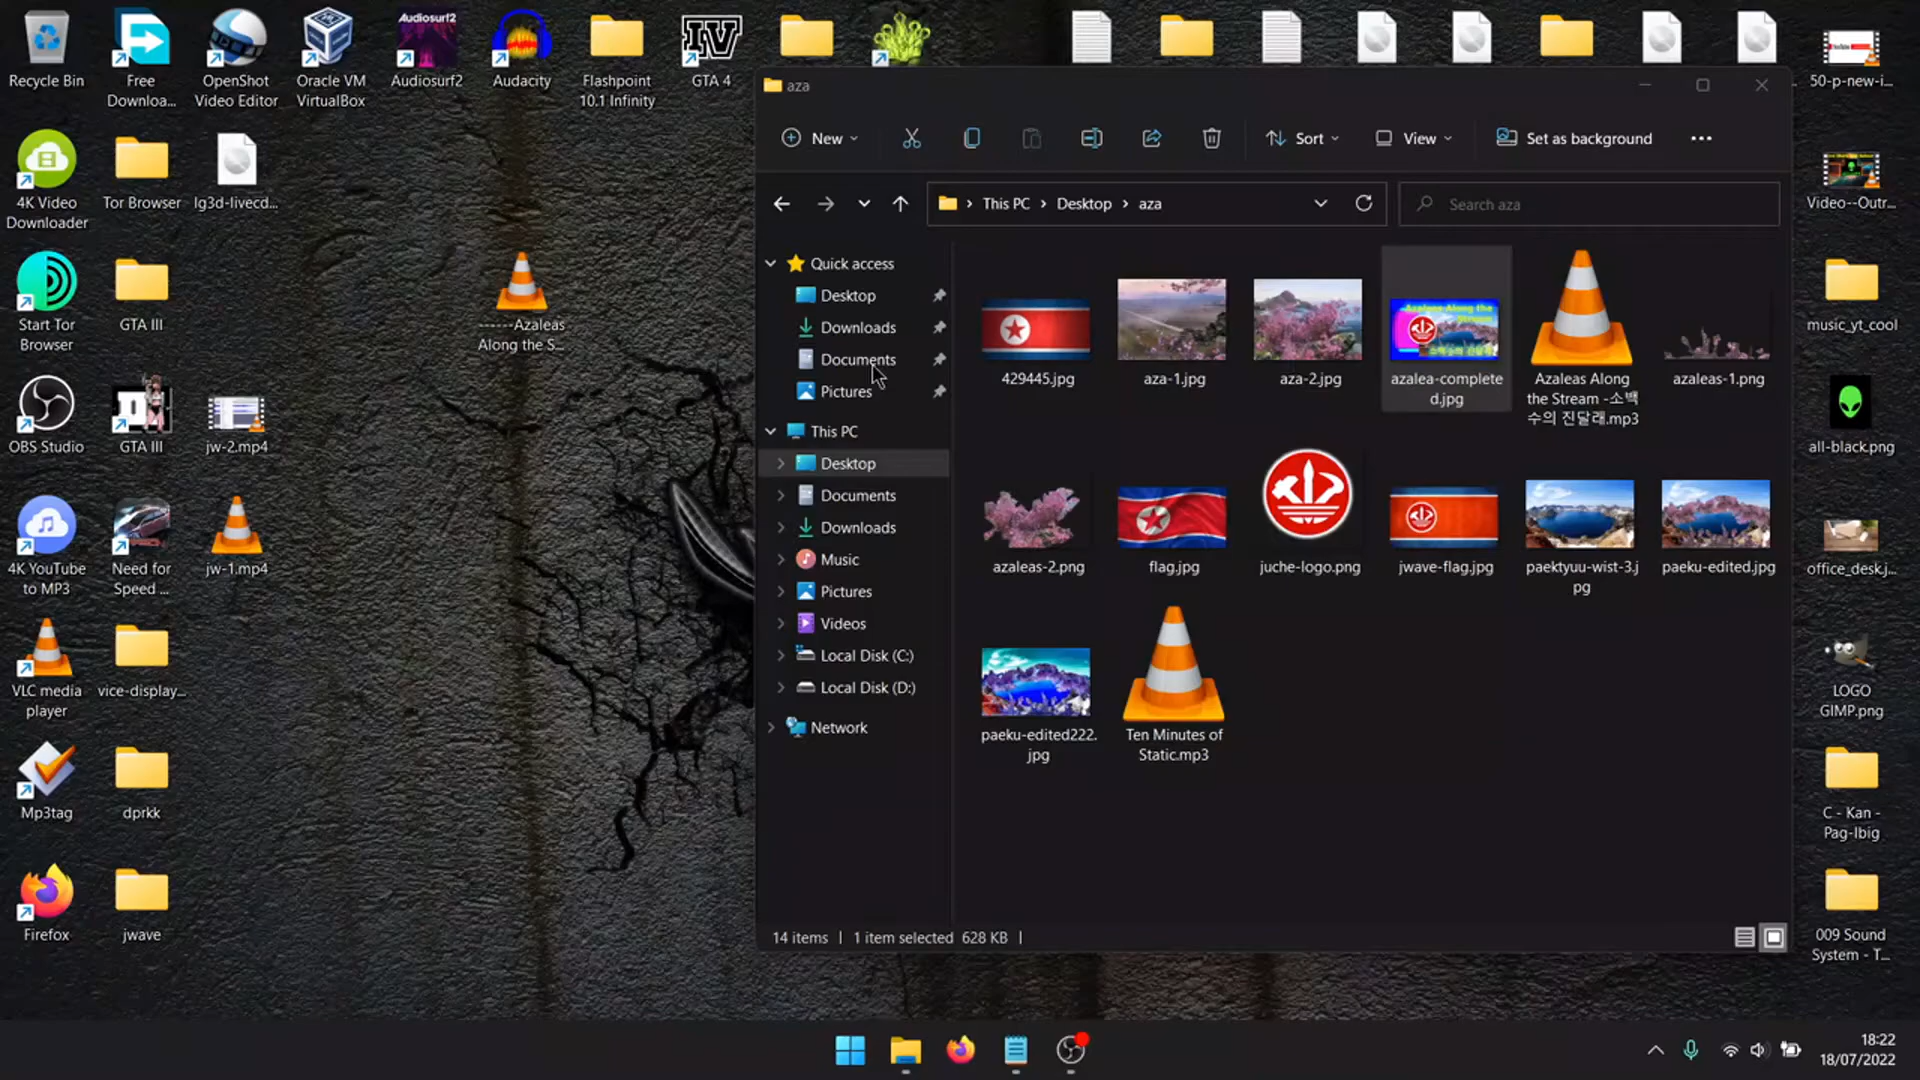 Recycle Bin
Free
Downloa...
OpenShot
Video Editor
Oracle VM
VirtualBox
Audiosurf2
Audiosurf2
Audacity
Flashpoint
10.1 Infinity
IV
GTA 4
50-p-new-i...
4K Video
Downloader
Tor Browser
lg3d-livecd...
Video--Outr...
Start Tor
Browser
GTA III
------Azaleas
Along the S...
music_yt_cool
OBS Studio
GTA III
jw-2.mp4
all-black.png
4K YouTube
to MP3
Need for
Speed ...
jw-1.mp4
office_desk.j...
VLC media
player
vice-display...
LOGO
GIMP.png
Mp3tag
dprkk
C - Kan -
Pag-Ibig
Firefox
jwave
009 Sound
System - T...
aza
New
Sort
View
Set as background
This PC
Desktop
aza
Search aza
Quick access
Desktop
Downloads
Documents
Pictures
This PC
Desktop
Documents
Downloads
Music
Pictures
Videos
Local Disk (C:)
Local Disk (D:)
Network
Azaleas Along the
Stream
429445.jpg
aza-1.jpg
aza-2.jpg
azalea-complete
d.jpg
Azaleas Along
the Stream -소백
수의 진달래.mp3
azaleas-1.png
azaleas-2.png
flag.jpg
juche-logo.png
jwave-flag.jpg
paektyuu-wist-3.j
pg
paeku-edited.jpg
paeku-edited222.
jpg
Ten Minutes of
Static.mp3
14 items
1 item selected 628 KB
18:22
18/07/2022